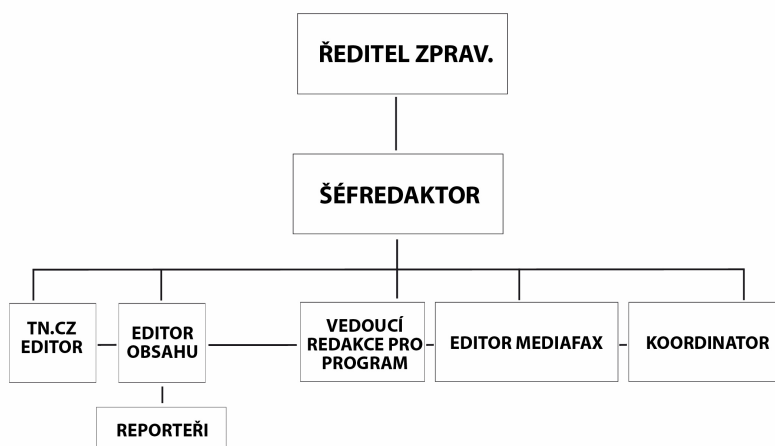 ŘEDITEL ZPRAV.
ŠÉFREDAKTOR
TN.CZ
EDITOR
EDITOR
OBSAHU
VEDOUCÍ
REDAKCE PRO
PROGRAM
EDITOR MEDIAFAX
KOORDINATOR
REPORTEŘI